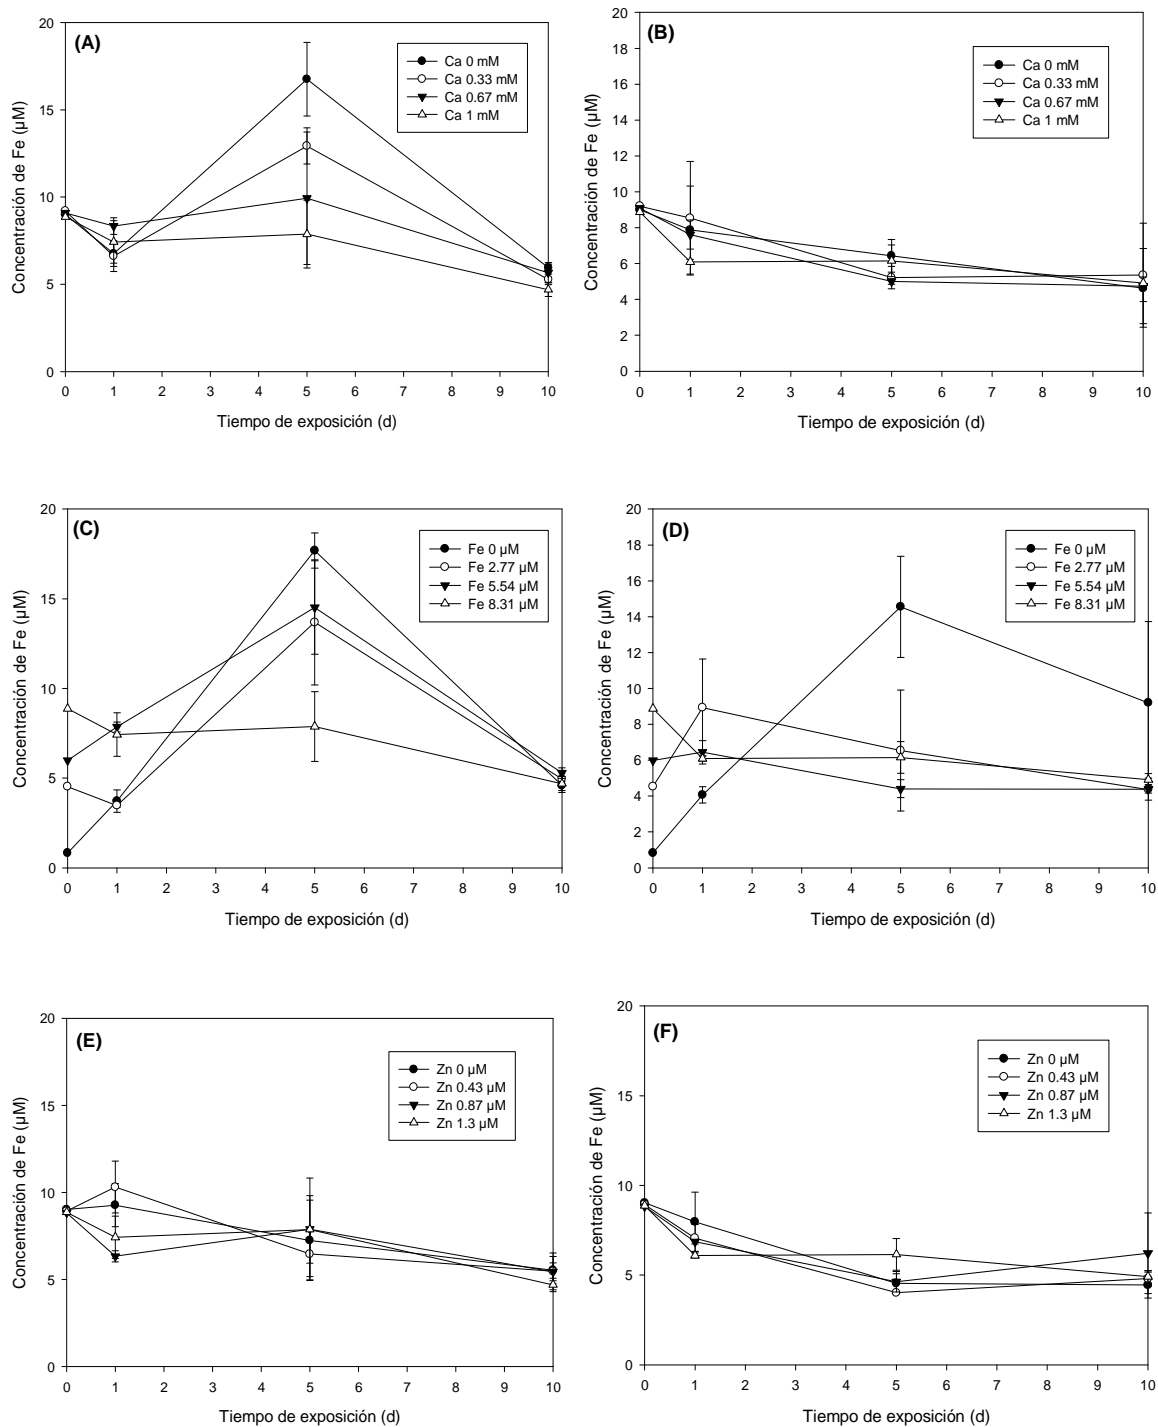 (A)
Concentración de Fe (µM)
20
15
10
5
0
Ca 0 mM
Ca 0.33 mM
Ca 0.67 mM
Ca 1 mM
0 1 2 3 4 5 6 7 8 9 10
Tiempo de exposición (d)
(B)
Concentración de Fe (µM)
20
18
16
14
12
10
8
6
4
2
0
Ca 0 mM
Ca 0.33 mM
Ca 0.67 mM
Ca 1 mM
0 1 2 3 4 5 6 7 8 9 10
Tiempo de exposición (d)
(C)
Concentración de Fe (µM)
20
15
10
5
0
Fe 0 µM
Fe 2.77 µM
Fe 5.54 µM
Fe 8.31 µM
0 1 2 3 4 5 6 7 8 9 10
Tiempo de exposición (d)
(D)
Concentración de Fe (µM)
20
18
16
14
12
10
8
6
4
2
0
Fe 0 µM
Fe 2.77 µM
Fe 5.54 µM
Fe 8.31 µM
0 1 2 3 4 5 6 7 8 9 10
Tiempo de exposición (d)
(E)
Concentración de Fe (µM)
20
15
10
5
0
Zn 0 µM
Zn 0.43 µM
Zn 0.87 µM
Zn 1.3 µM
0 1 2 3 4 5 6 7 8 9 10
Tiempo de exposición (d)
(F)
Concentración de Fe (µM)
20
15
10
5
0
Zn 0 µM
Zn 0.43 µM
Zn 0.87 µM
Zn 1.3 µM
0 1 2 3 4 5 6 7 8 9 10
Tiempo de exposición (d)